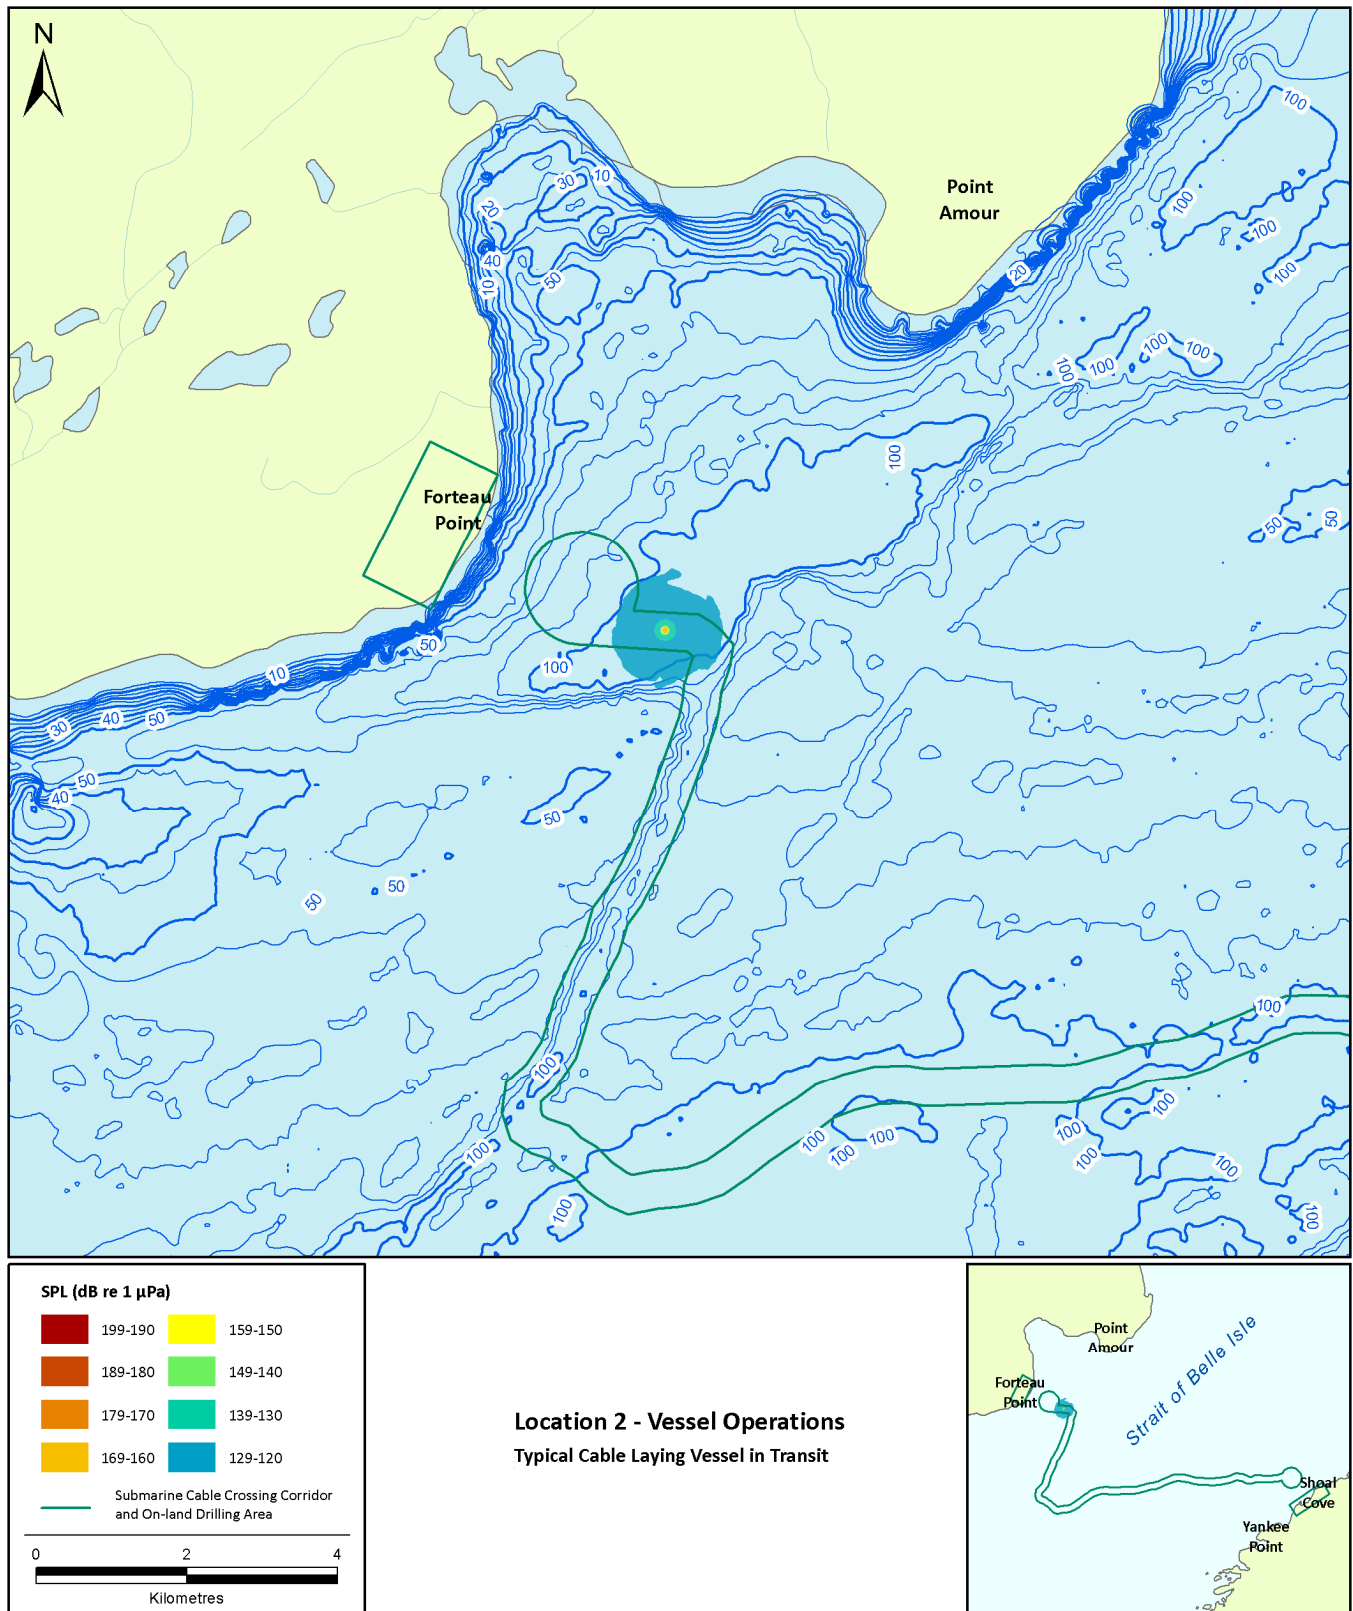 N
100
100
100
100
30
10
20
40
10
50
20
100
100
100
100
Point
Amour
100
50
50
Forteau
Point
50
100
10
30
40
50
50
40
50
50
50
100
100
100
100
100
100
100
100
100
100
100
100
100
SPL (dB re 1 µPa)
199-190
159-150
189-180
149-140
179-170
139-130
169-160
129-120
Submarine Cable Crossing Corridor
and On-land Drilling Area
0
2
4
Kilometres
Location 2 - Vessel Operations
Typical Cable Laying Vessel in Transit
Point
Amour
Strait of Belle Isle
Forteau
Point
Shoal
Cove
Yankee
Point